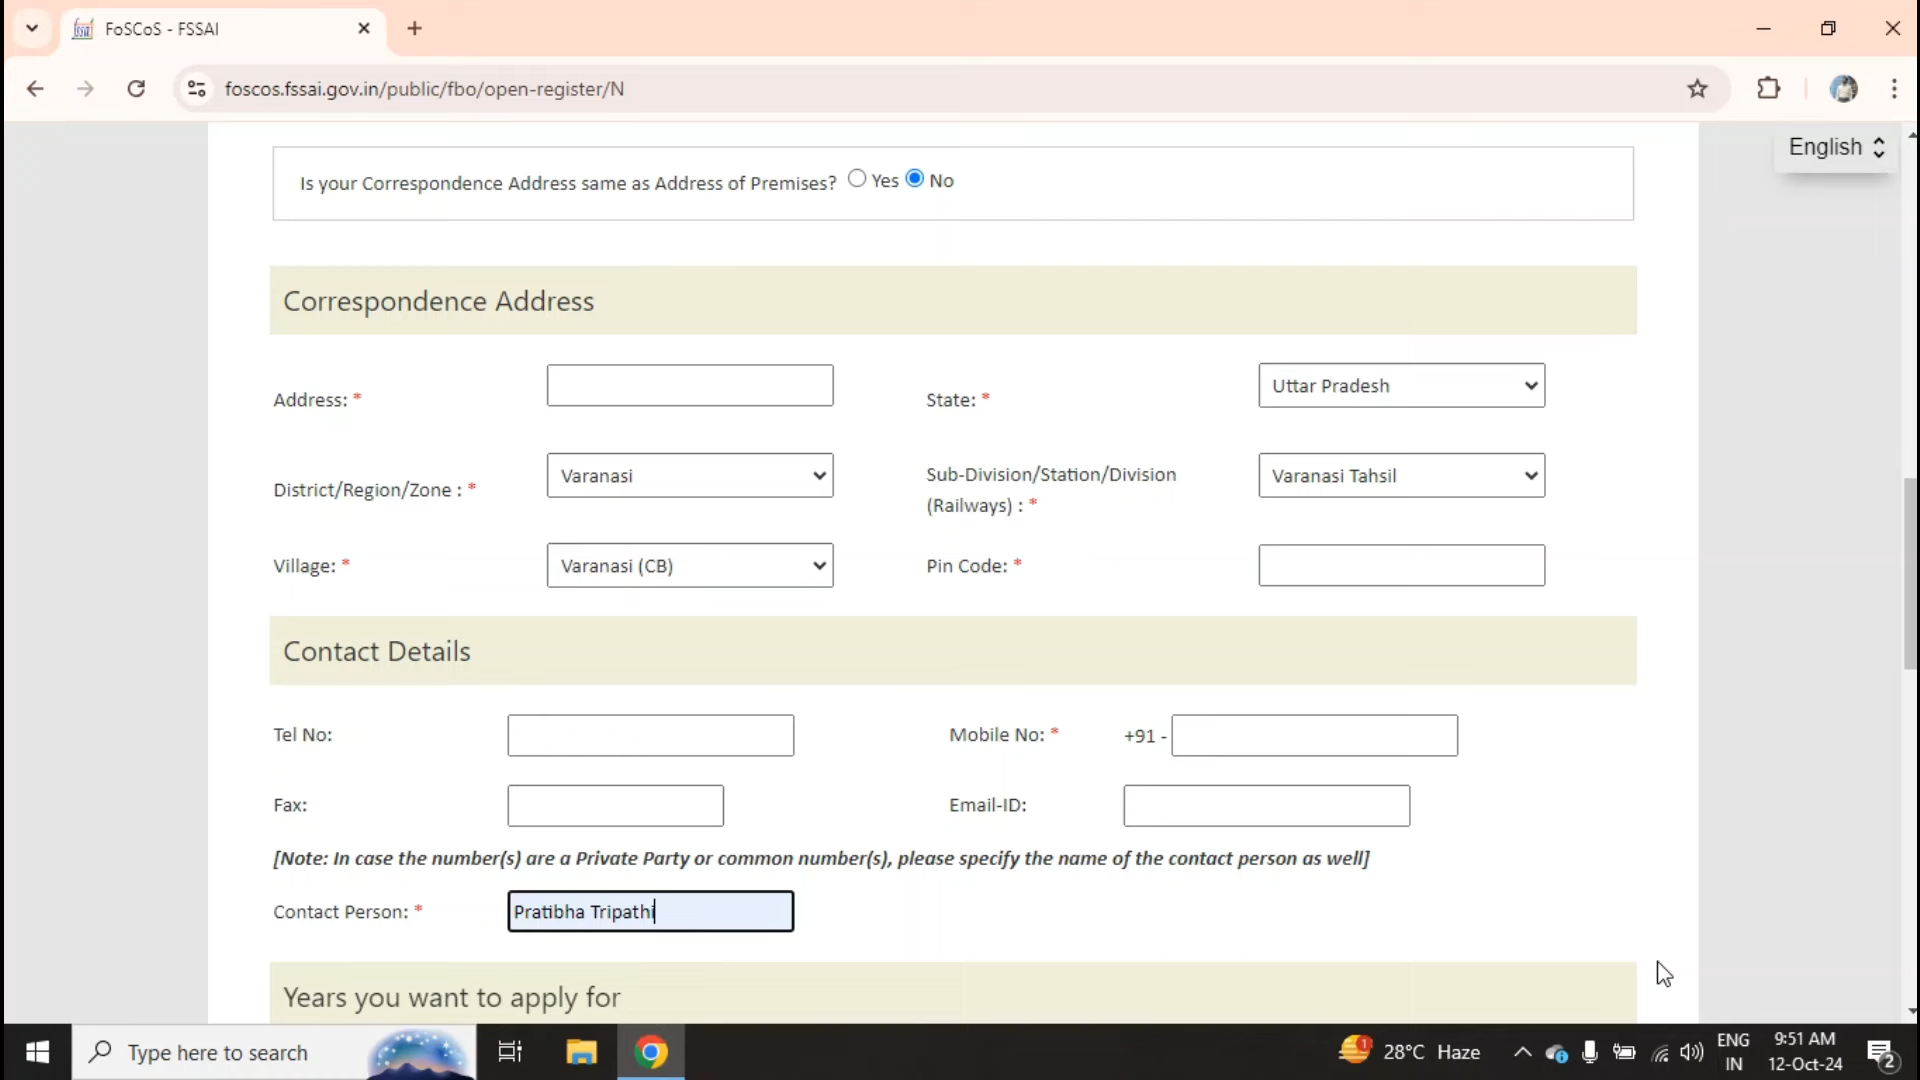 FoSCoS - FSSAI
foscos.fssai.gov.in/public/fbo/open-register/N
English
Is your Correspondence Address same as Address of Premises? Yes No
Correspondence Address
Address: *
State: * Uttar Pradesh
District/Region/Zone : * Varanasi
Sub-Division/Station/Division
(Railways) : * Varanasi Tahsil
Village: * Varanasi (CB)
Pin Code: *
Contact Details
Tel No:
Mobile No: * +91 -
Fax:
Email-ID:
[Note: In case the number(s) are a Private Party or common number(s), please specify the name of the contact person as well]
Contact Person: * Pratibha Tripathi
Years you want to apply for
Type here to search
1
28°C Haze
ENG
IN
9:51 AM
12-Oct-24
2